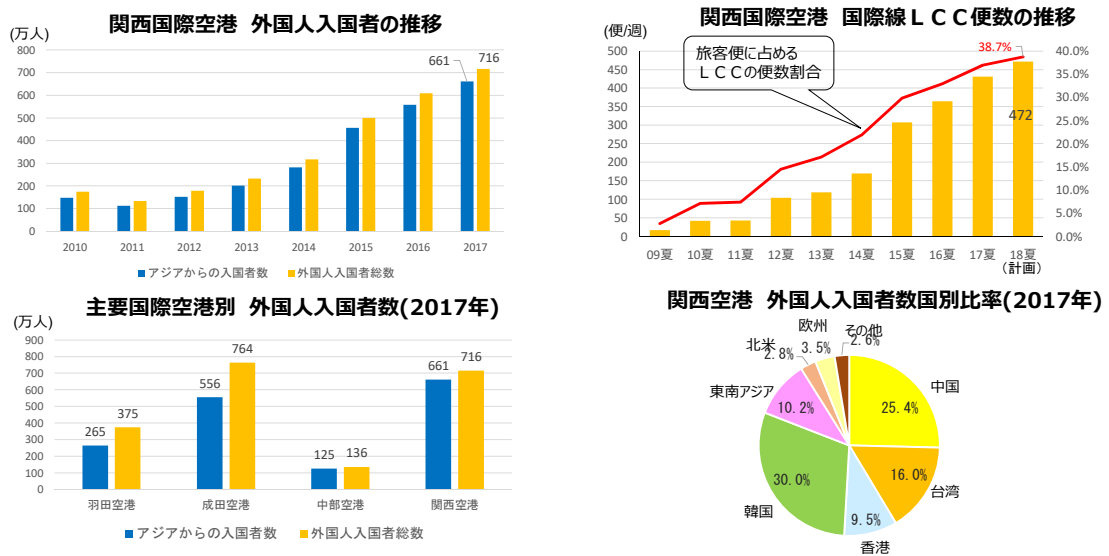 関西国際空港 外国人入国者の推移
(万人)
800
700
600
500
400
300
200
100
0
661
716
2010 2011 2012 2013 2014 2015 2016 2017
アジアからの入国者数 外国人入国者総数
関西国際空港 国際線LCC便数の推移
(便/週)
500
450
400
350
300
250
200
150
100
50
0
旅客便に占める
LCCの便数割合
38.7%
472
40.0%
35.0%
30.0%
25.0%
20.0%
15.0%
10.0%
5.0%
0.0%
09夏 10夏 11夏 12夏 13夏 14夏 15夏 16夏 17夏 18夏
(計画)
主要国際空港別 外国人入国者数(2017年)
(万人)
900
800
700
600
500
400
300
200
100
0
265 375 556 764 125 136 661 716
羽田空港 成田空港 中部空港 関西空港
アジアからの入国者数 外国人入国者総数
関西空港 外国人入国者数国別比率(2017年)
中国
25.4%
台湾
16.0%
香港
9.5%
韓国
30.0%
東南アジア
10.2%
北米
2.8%
欧州
3.5%
その他
2.6%